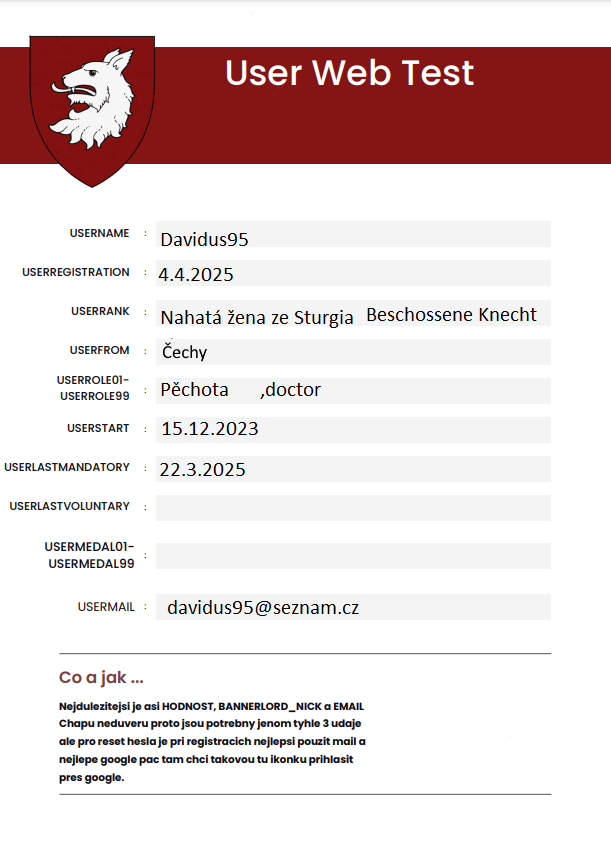 User Web Test
USERNAME : Davidus95
USERREGISTRATION : 4.4.2025
USERRANK : Nahatá žena ze Sturgia Beschossene Knecht
USERFROM : Čechy
USERROLE01-
USERROLE99 : Pěchota ,doctor
USERSTART : 15.12.2023
USERLASTMANDATORY : 22.3.2025
USERLASTVOLUNTARY :
USERMEDAL01-
USERMEDAL99 :
USERMAIL : davidus95@seznam.cz
Co a jak ...
Nejdulezitejsi je asi HODNOST, BANNERLORD_NICK a EMAIL
Chapu neduveru proto jsou potrebny jenom tyhle 3 udaje
ale pro reset hesla je pri registracich nejlepsi pouzit mail a
nejlepe google pac tam chci takovou tu ikonku prihlasit
pres google.